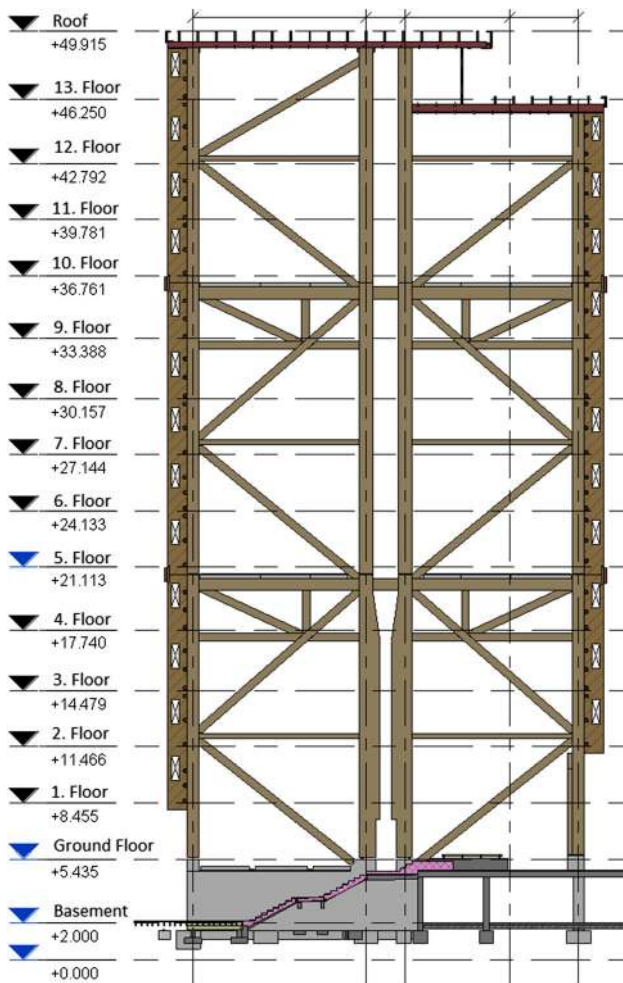 Roof
+49.915
13. Floor
+46.250
12. Floor
+42.792
11. Floor
+39.781
10. Floor
+36.761
9. Floor
+33.388
8. Floor
+30.157
7. Floor
+27.144
6. Floor
+24.133
5. Floor
+21.113
4. Floor
+17.740
3. Floor
+14.479
2. Floor
+11.466
1. Floor
+8.455
Ground Floor
+5.435
Basement
+2.000
+0.000